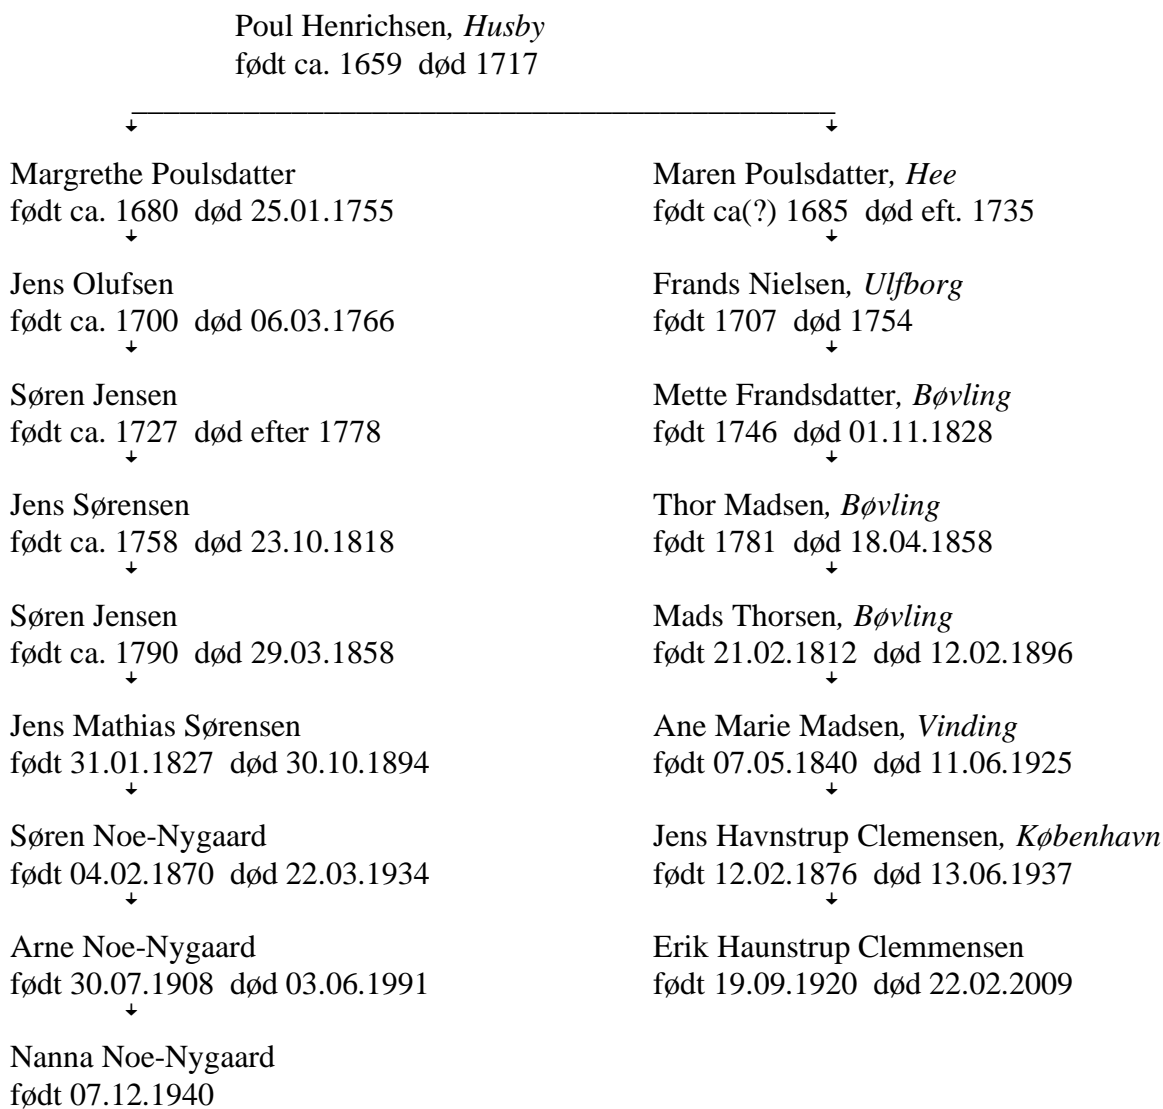 Poul Henrichsen, Husby
født ca. 1659 død 1717
Margrethe Poulsdatter
født ca. 1680 død 25.01.1755
Maren Poulsdatter, Hee
født ca(?) 1685 død eft. 1735
Jens Olufsen
født ca. 1700 død 06.03.1766
Frands Nielsen, Ulfborg
født 1707 død 1754
Søren Jensen
født ca. 1727 død efter 1778
Mette Frandsdatter, Bøvling
født 1746 død 01.11.1828
Jens Sørensen
født ca. 1758 død 23.10.1818
Thor Madsen, Bøvling
født 1781 død 18.04.1858
Søren Jensen
født ca. 1790 død 29.03.1858
Mads Thorsen, Bøvling
født 21.02.1812 død 12.02.1896
Jens Mathias Sørensen
født 31.01.1827 død 30.10.1894
Ane Marie Madsen, Vinding
født 07.05.1840 død 11.06.1925
Søren Noe-Nygaard
født 04.02.1870 død 22.03.1934
Jens Havnstrup Clemensen, København
født 12.02.1876 død 13.06.1937
Arne Noe-Nygaard
født 30.07.1908 død 03.06.1991
Erik Haunstrup Clemmensen
født 19.09.1920 død 22.02.2009
Nanna Noe-Nygaard
født 07.12.1940